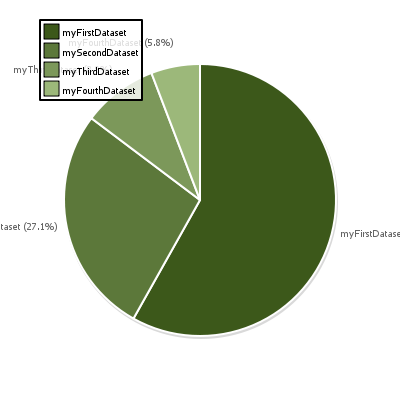 myFirstDataset
mySecondDataset
myThirdDataset
myFourthDataset
(5.8%)
myTh
taset (27.1%)
myFirstDatase